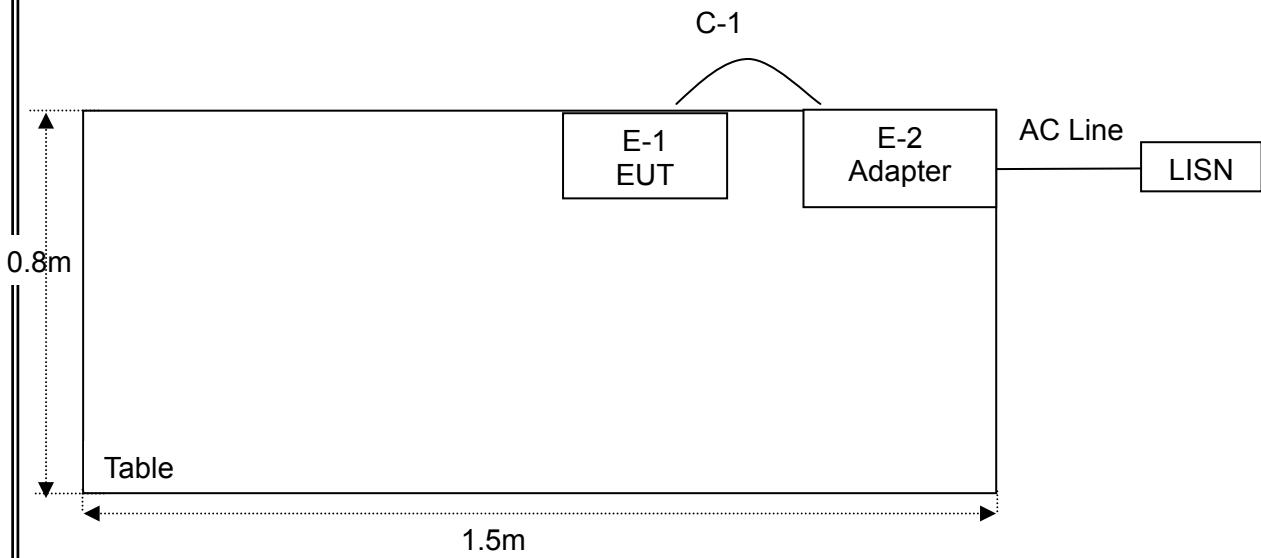 C-1
E-1
EUT
E-2
Adapter
AC Line
LISN
0.8m
Table
1.5m